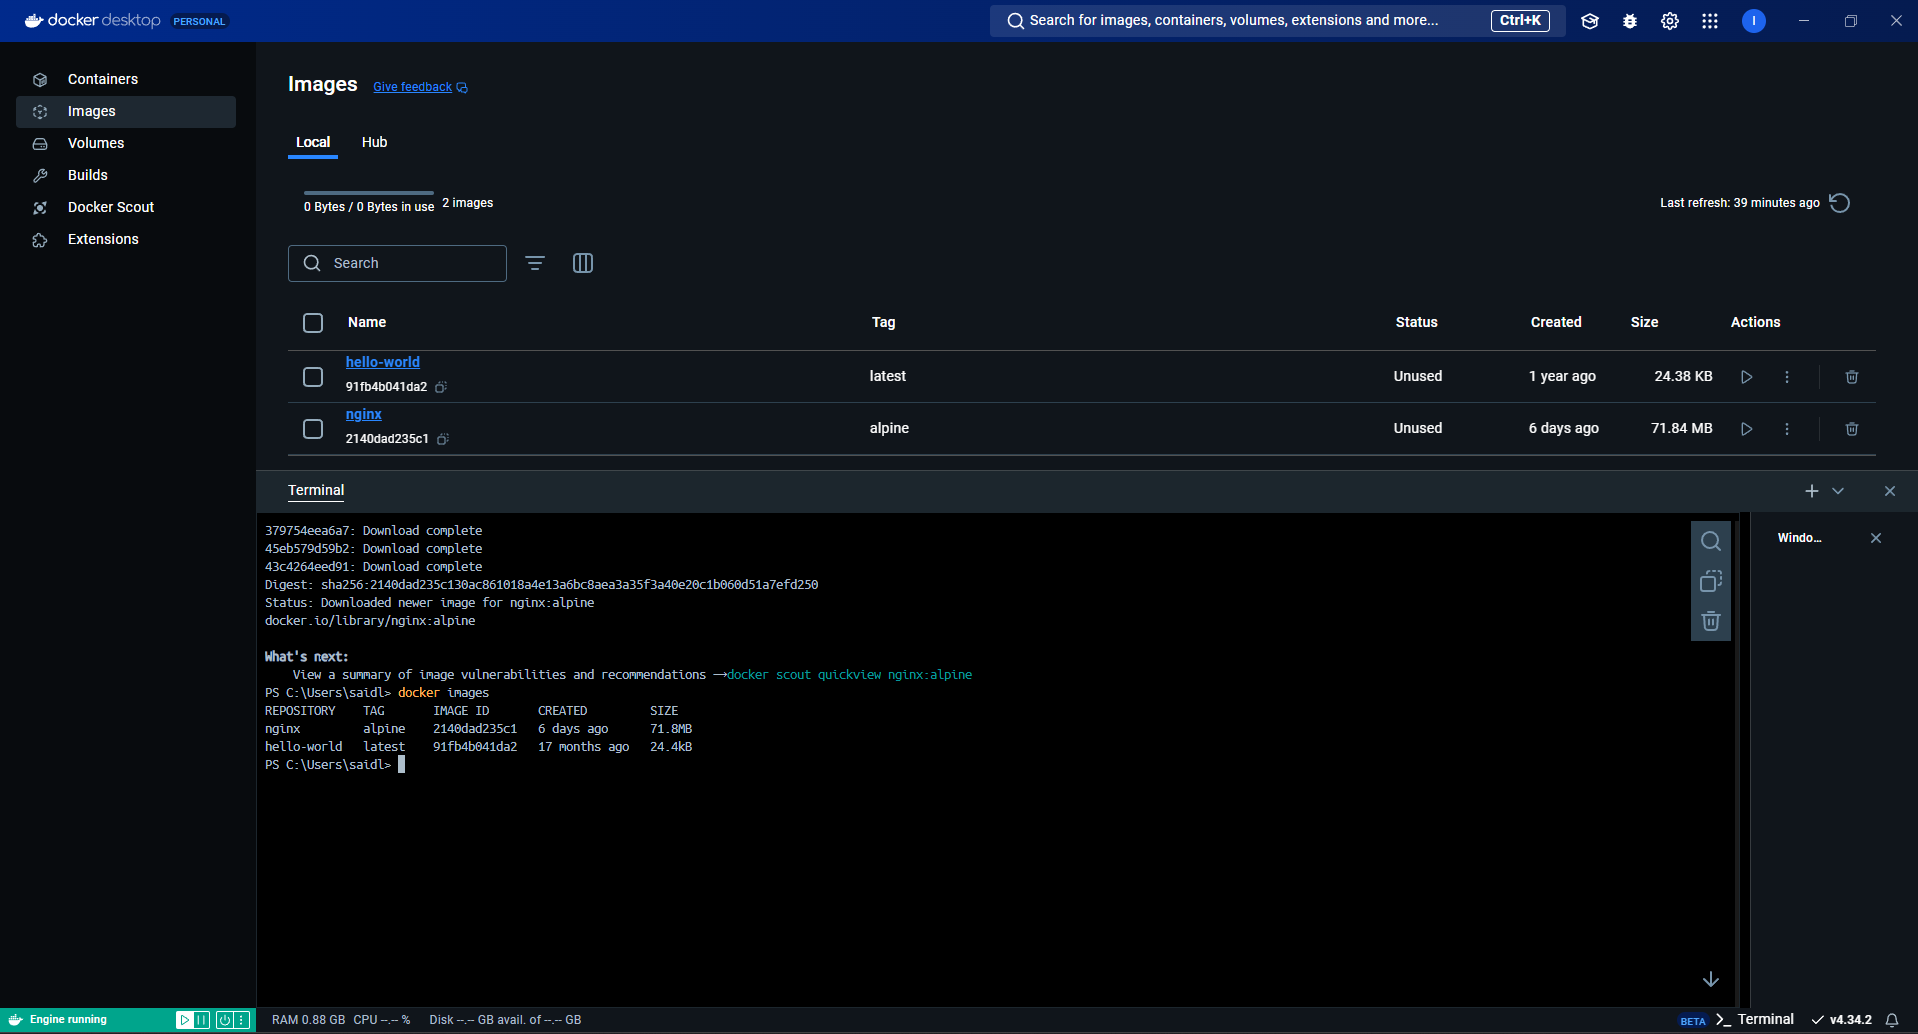 docker desktop PERSONAL
Search for images, containers, volumes, extensions and more... Ctrl+K
I
Containers
Images
Volumes
Builds
Docker Scout
Extensions
Images Give feedback
Local Hub
0 Bytes / 0 Bytes in use 2 images
Last refresh: 39 minutes ago
Search
Name Tag Status Created Size Actions
hello-world
91fb4b041da2
latest Unused 1 year ago 24.38 KB
nginx
2140dad235c1
alpine Unused 6 days ago 71.84 MB
Terminal
379754eea6a7: Download complete
45eb579d59b2: Download complete
43c4264eed91: Download complete
Digest: sha256:2140dad235c130ac861018a4e13a6bc8aea3a35f3a40e20c1b060d51a7efd250
Status: Downloaded newer image for nginx:alpine
docker.io/library/nginx:alpine
What's next:
View a summary of image vulnerabilities and recommendations → docker scout quickview nginx:alpine
PS C:\Users\saidl> docker images
REPOSITORY TAG IMAGE ID CREATED SIZE
nginx alpine 2140dad235c1 6 days ago 71.8MB
hello-world latest 91fb4b041da2 17 months ago 24.4kB
PS C:\Users\saidl>
Windo...
Engine running
RAM 0.88 GB CPU --.-- % Disk --.-- GB avail. of --.-- GB
BETA >_ Terminal v4.34.2